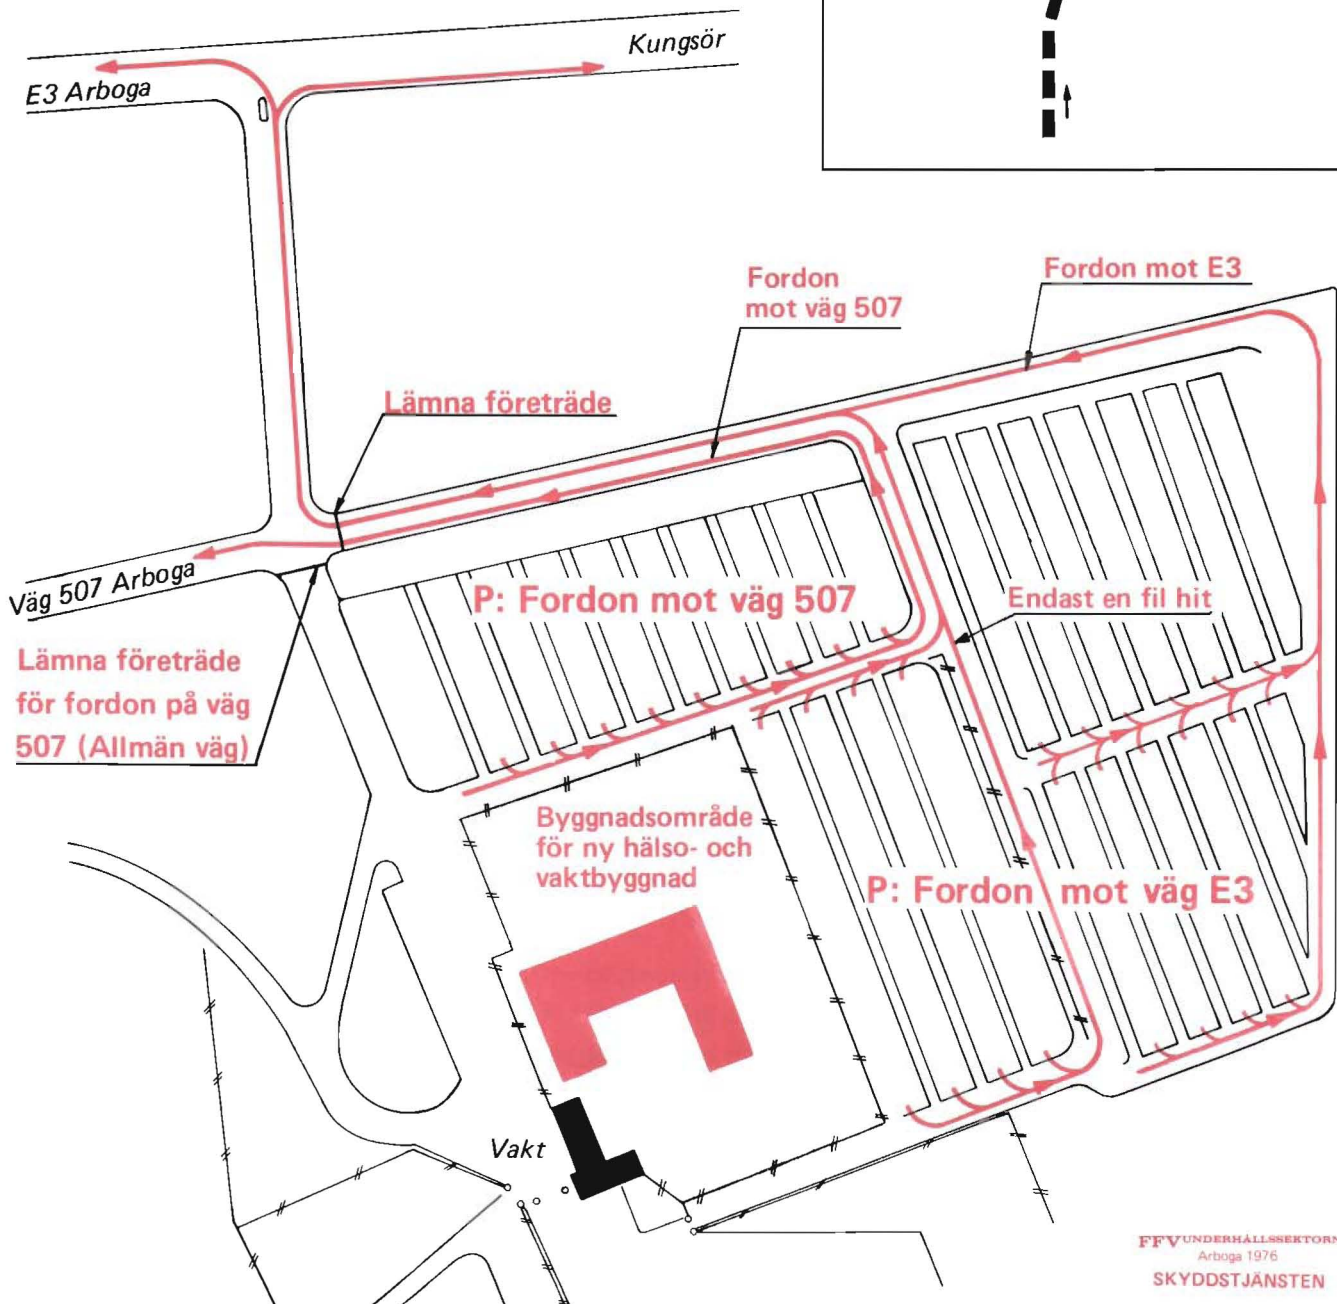 Kungsör
E3 Arboga
Fordon
mot väg 507
Fordon mot E3
Lämna företräde
Väg 507 Arboga
P: Fordon mot väg 507
Endast en fil hit
Lämna företräde
för fordon på väg
507 (Allmän väg)
Byggnadsområde
för ny hälso- och
vaktbyggnad
P: Fordon mot väg E3
Vakt
FFV UNDERHÅLLSSEKTORN
Arboga 1976
SKYDDSTJÄNSTEN